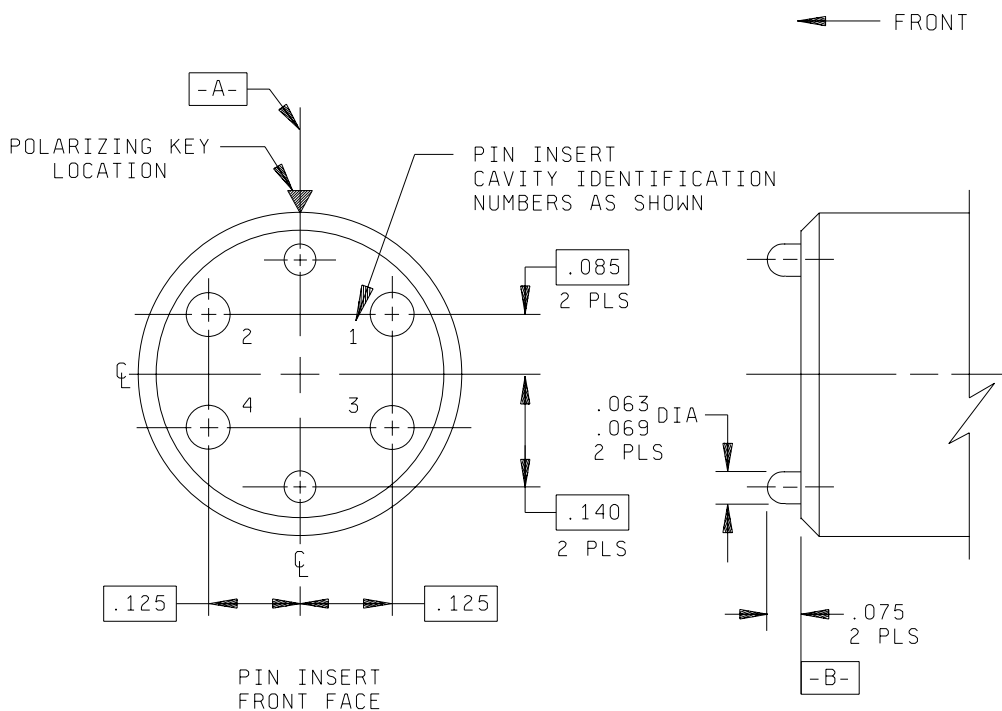 FRONT
-A-
POLARIZING KEY
LOCATION
PIN INSERT
CAVITY IDENTIFICATION
NUMBERS AS SHOWN
.085
2 PLS
2
1
℄
4
3
.063
.069
DIA
2 PLS
.140
2 PLS
℄
.125
.125
.075
2 PLS
-B-
PIN INSERT
FRONT FACE